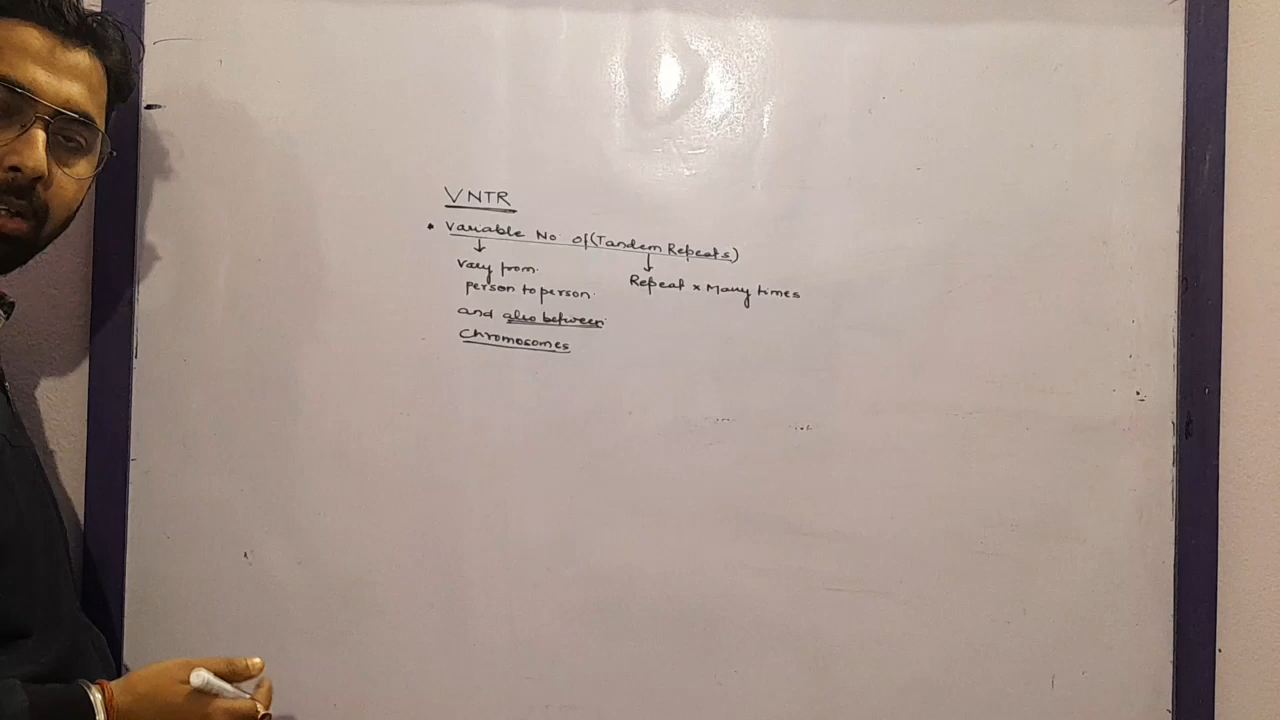 VNTR
• Variable No. of (Tandem Repeats)
↓ ↓
Vary from
person to person.
and also between
Chromosomes
Repeat × Many times